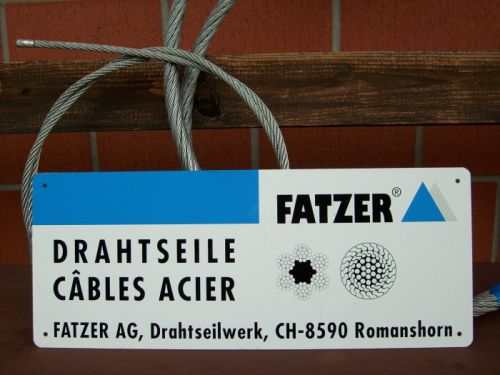 FATZER®
DRAHTSEILE
CÂBLES ACIER
FATZER AG, Drahtseilwerk, CH-8590 Romanshorn